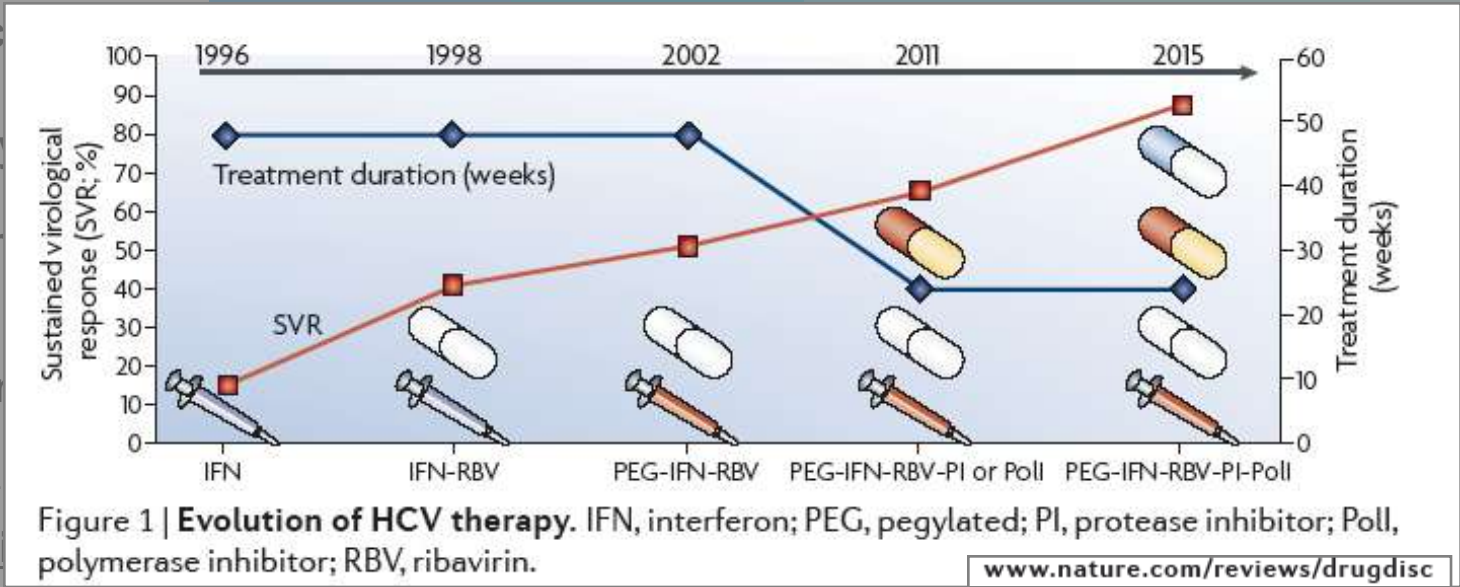 1996 1998 2002 2011 2015
100
90
80
70
60
50
40
30
20
10
0
Sustained virological
response (SVR; %)
Treatment duration (weeks)
SVR
60
50
40
30
20
10
0
Treatment duration
(weeks)
IFN IFN-RBV PEG-IFN-RBV PEG-IFN-RBV-PI or PolI PEG-IFN-RBV-PI-PolI
Figure 1 | Evolution of HCV therapy. IFN, interferon; PEG, pegylated; PI, protease inhibitor; PolI,
polymerase inhibitor; RBV, ribavirin.
www.nature.com/reviews/drugdisc